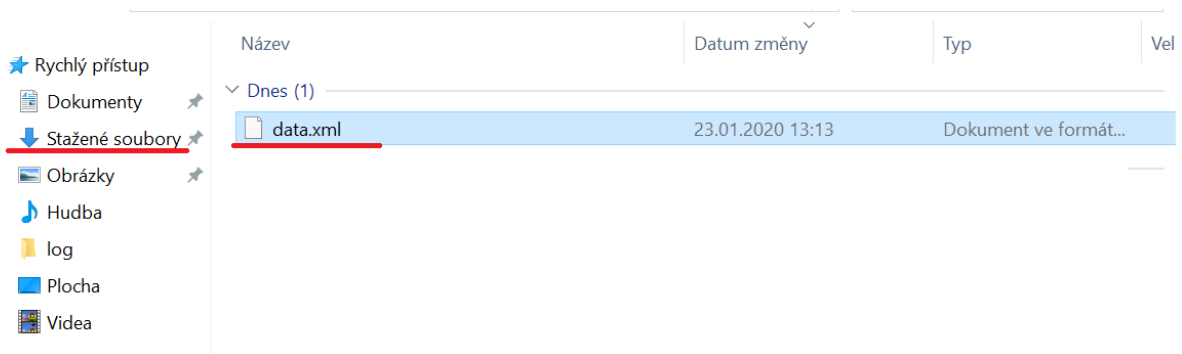 Název Datum změny Typ Vel
Rychlý přístup
Dokumenty
Stažené soubory
Obrázky
Hudba
log
Plocha
Videa
Dnes (1)
data.xml 23.01.2020 13:13 Dokument ve formát...